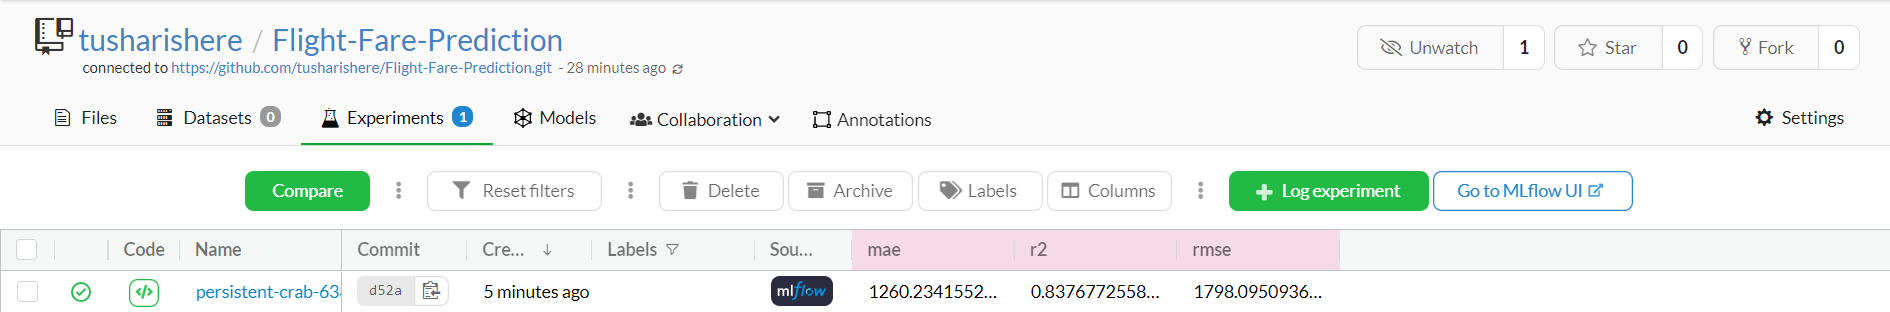 tusharishere / Flight-Fare-Prediction
Unwatch 1 Star 0 Fork 0
connected to https://github.com/tusharishere/Flight-Fare-Prediction.git - 28 minutes ago
Files Datasets 0 Experiments 1 Models Collaboration Annotations Settings
Compare Reset filters Delete Archive Labels Columns + Log experiment Go to MLflow UI
Code Name Commit Cre... Labels Sou... mae r2 rmse
persistent-crab-63 d52a 5 minutes ago mlflow 1260.2341552... 0.8376772558... 1798.0950936...